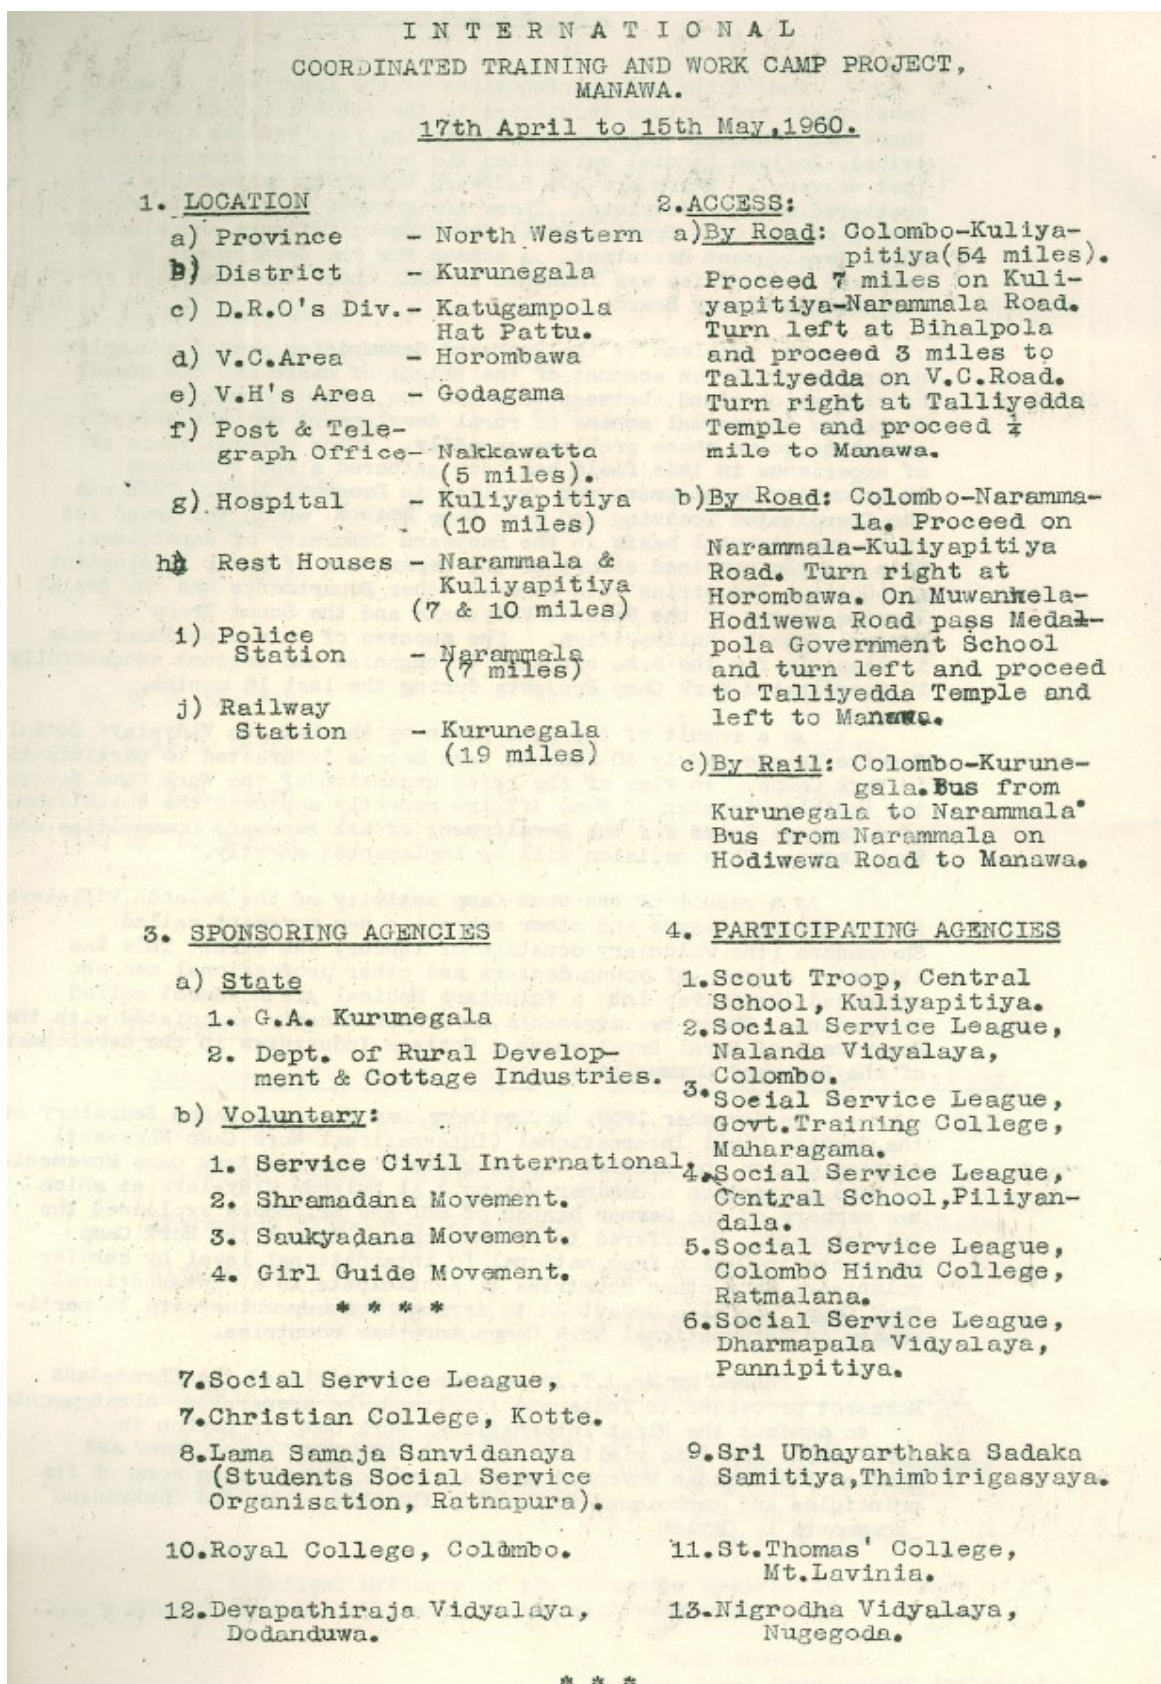 INTERNATIONAL
COORDINATED TRAINING AND WORK CAMP PROJECT,
MANAWA.
17th April to 15th May,1960.
1. LOCATION
a) Province - North Western
b) District - Kurunegala
c) D.R.O's Div.- Katugampola
Hat Pattu.
d) V.C.Area - Horombawa
e) V.H's Area - Godagama
f) Post & Tele-
graph Office- Nakkawatta
(5 miles).
g) Hospital - Kuliyapitiya
(10 miles)
h) Rest Houses - Narammala &
Kuliyapitiya
(7 & 10 miles)
i) Police
Station - Narammala
(7 miles)
j) Railway
Station - Kurunegala
(19 miles)
2.ACCESS:
a)By Road: Colombo-Kuliya-
pitiya(54 miles).
Proceed 7 miles on Kuli-
yapitiya-Narammala Road.
Turn left at Bihalpola
and proceed 3 miles to
Talliyedda on V.C.Road.
Turn right at Talliyedda
Temple and proceed ¼
mile to Manawa.
b)By Road: Colombo-Naramma-
la. Proceed on
Narammala-Kuliyapitiya
Road. Turn right at
Horombawa. On Muwankela-
Hodiwewa Road pass Medal-
pola Government School
and turn left and proceed
to Talliyedda Temple and
left to Manawa.
c)By Rail: Colombo-Kurune-
gala.Bus from
Kurunegala to Narammala.
Bus from Narammala on
Hodiwewa Road to Manawa.
3. SPONSORING AGENCIES
a) State
1. G.A. Kurunegala
2. Dept. of Rural Develop-
ment & Cottage Industries.
b) Voluntary:
1. Service Civil International.
2. Shramadana Movement.
3. Saukyadana Movement.
4. Girl Guide Movement.
* * * *
4. PARTICIPATING AGENCIES
1.Scout Troop, Central
School, Kuliyapitiya.
2.Social Service League,
Nalanda Vidyalaya,
Colombo.
3.Social Service League,
Govt.Training College,
Maharagama.
4.Social Service League,
Central School,Piliyan-
dala.
5.Social Service League,
Colombo Hindu College,
Ratmalana.
6.Social Service League,
Dharmapala Vidyalaya,
Pannipitiya.
7.Social Service League,
7.Christian College, Kotte.
8.Lama Samaja Sanvidanaya
(Students Social Service
Organisation, Ratnapura).
9.Sri Ubhayarthaka Sadaka
Samitiya,Thimbirigasyaya.
10.Royal College, Colombo.
11.St.Thomas' College,
Mt.Lavinia.
12.Devapathiraja Vidyalaya,
Dodanduwa.
13.Nigrodha Vidyalaya,
Nugegoda.
* * *